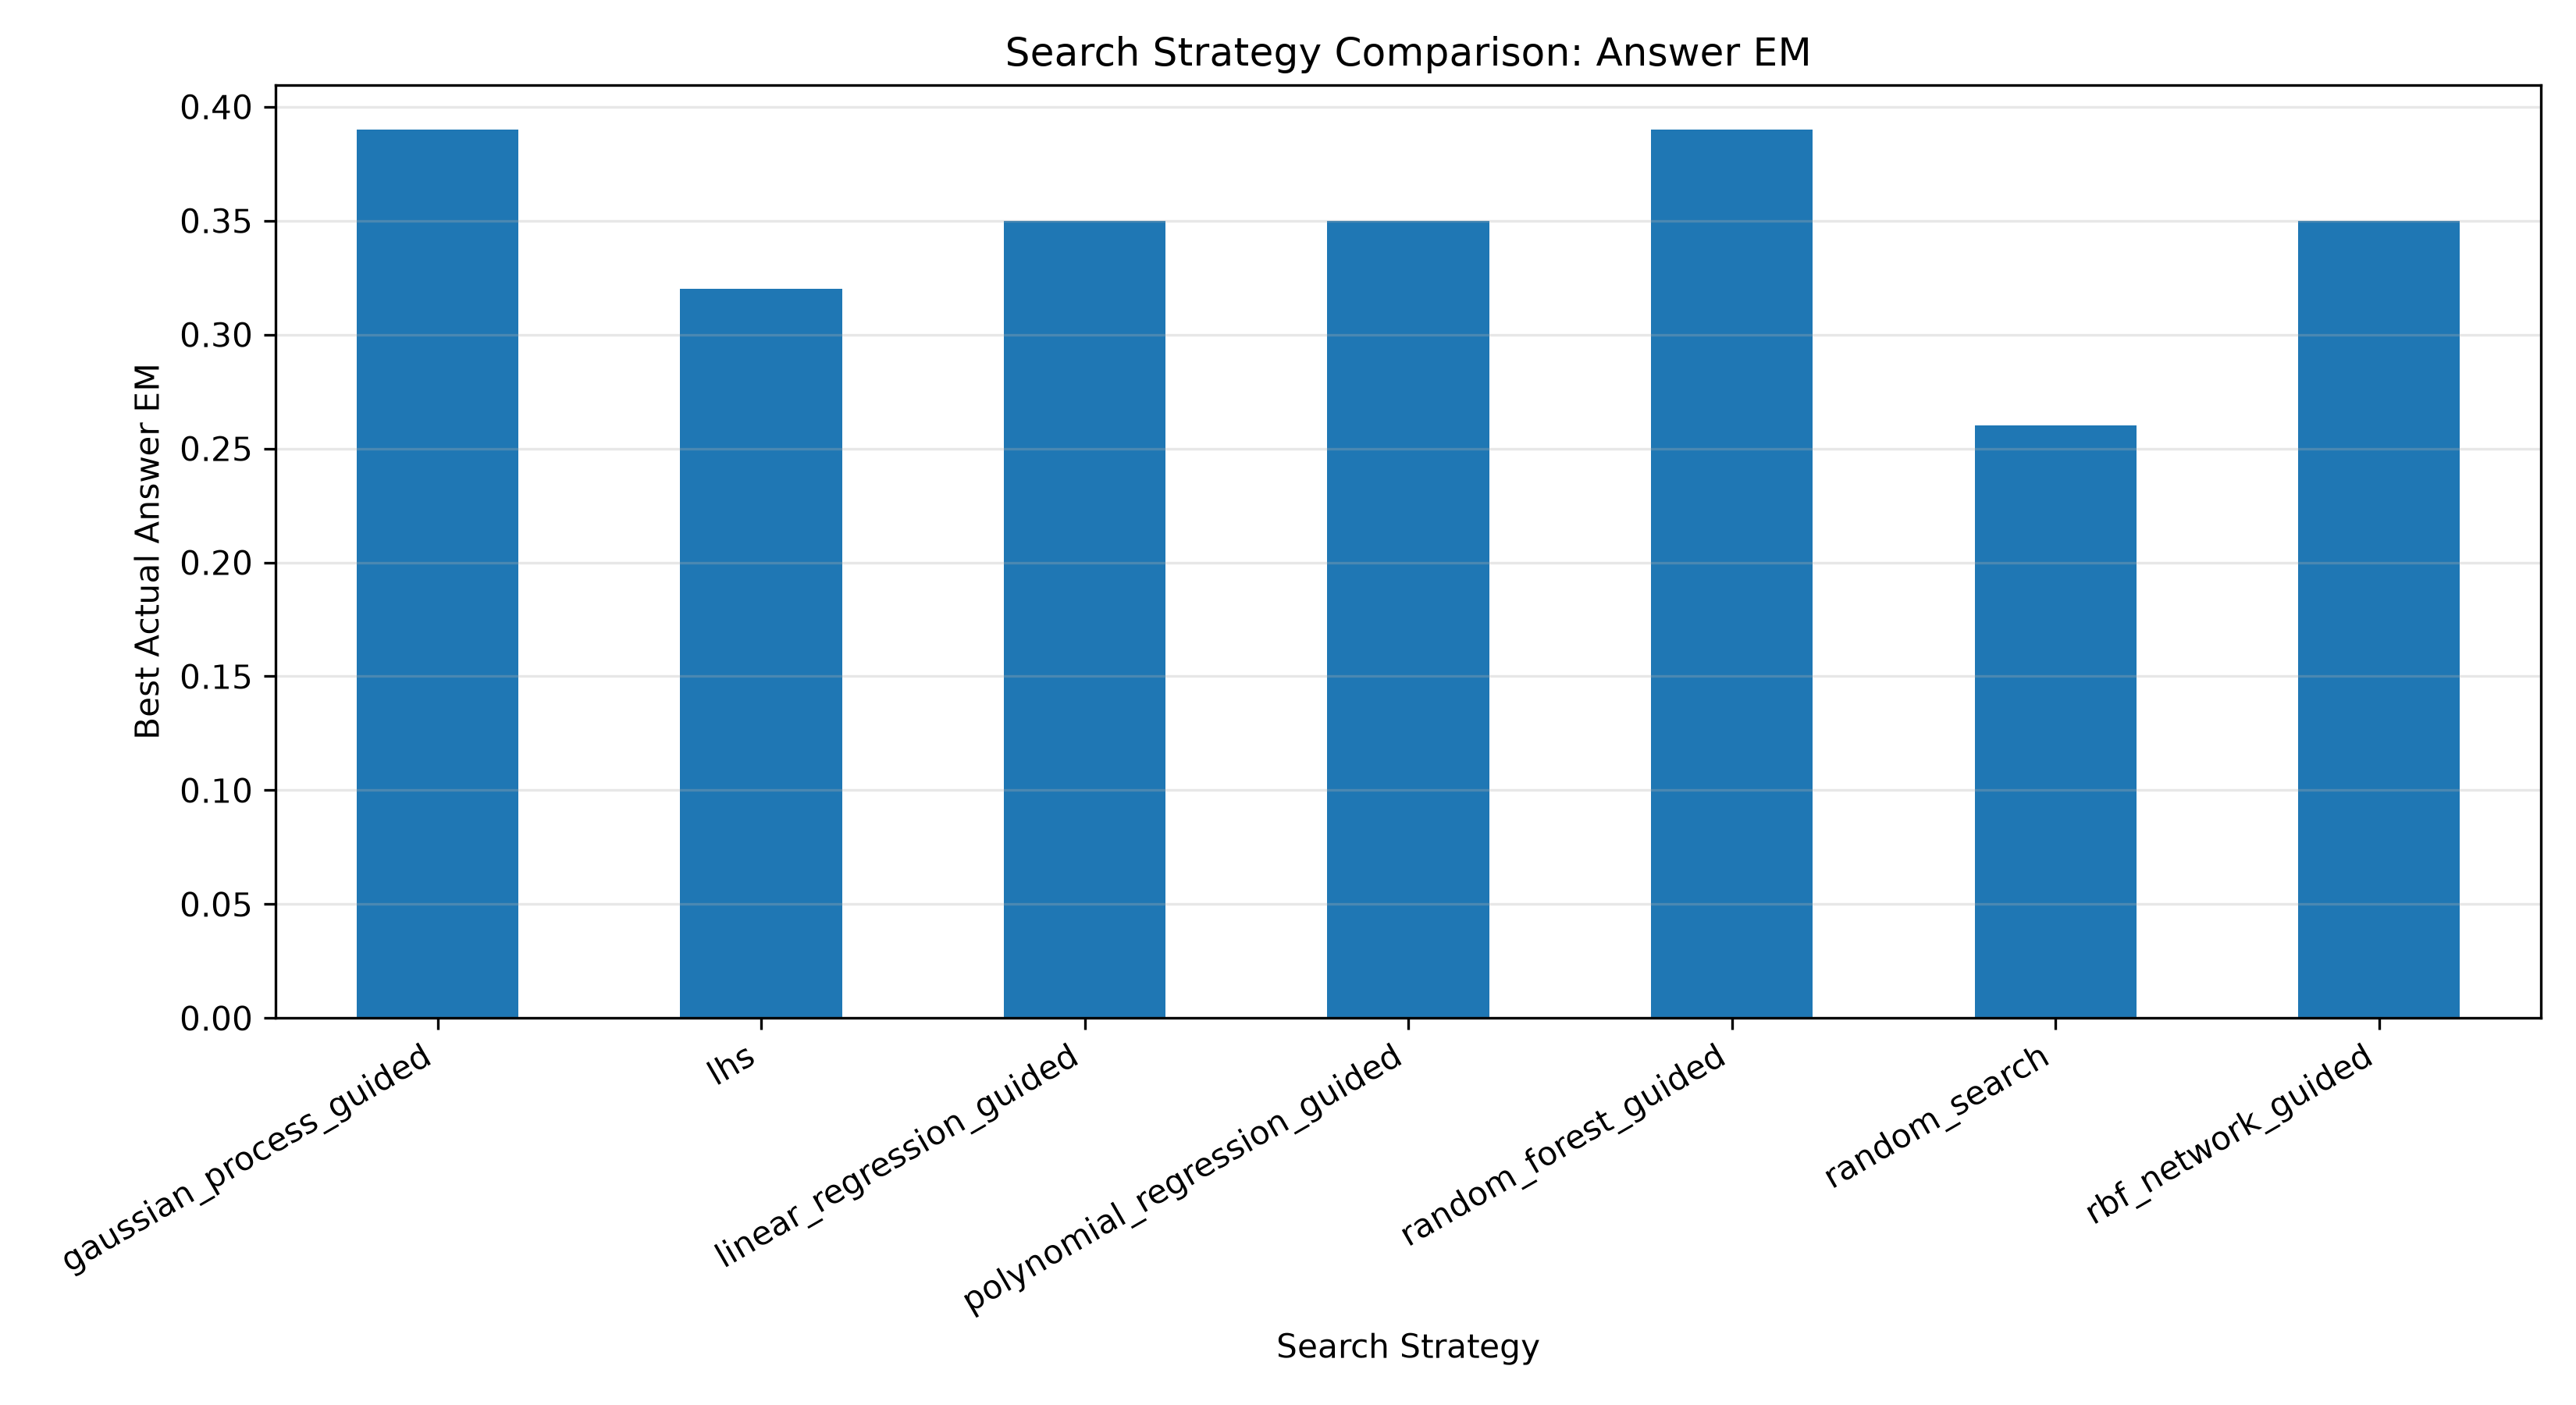 Search Strategy Comparison: Answer EM
Best Actual Answer EM
0.40
0.35
0.30
0.25
0.20
0.15
0.10
0.05
0.00
gaussian_process_guided
lhs
linear_regression_guided
polynomial_regression_guided
random_forest_guided
random_search
rbf_network_guided
Search Strategy